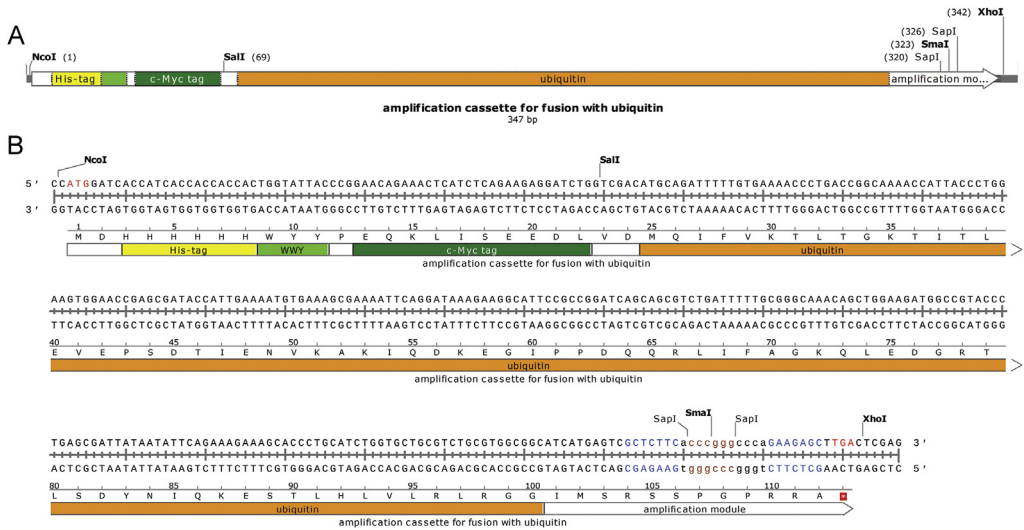 A
NcoI (1)
SalI (69)
(342) XhoI
(326) SapI
(323) SmaI
(320) SapI
His-tag
c-Myc tag
ubiquitin
amplification mo...
amplification cassette for fusion with ubiquitin
347 bp
B
NcoI
SalI
5' CCATGGATCACCATCACCACCACCACTGGTATTACCCGGAACAGAAACTCATCTCAGAAGAGGATCTGGTCGACATGCAGATTTTTGTGAAAACCCTGACCGGCAAAACCATTACCCTGG
3' GGTACCTAGTGGTAGTGGTGGTGGTGACCATAATGGGCCTTGTCTTTGAGTAGAGTCTTCTCCTAGACCAGCTGTACGTCTAAAAACACTTTTGGGACTGGCCGTTTTGGTAATGGGACC
1 5 10 15 20 25 30 35
M D H H H H H H W Y Y P E Q K L I S E E D L V D M Q I F V K T L T G K T I T L
His-tag WWY c-Myc tag ubiquitin
amplification cassette for fusion with ubiquitin
AAGTGGAACCGAGCGATACCATTGAAAATGTGAAAGCGAAAATTCAGGATAAAGAAGGCATTCCGCCGGATCAGCAGCGTCTGATTTTTGCGGGCAAACAGCTGGAAGATGGCCGTACCC
TTCACCTTGGCTCGCTATGGTAACTTTTACACTTTCGCTTTTAAGTCCTATTTCTTCCGTAAGGCGGCCTAGTCGTCGCAGACTAAAAACGCCCGTTTGTCGACCTTCTACCGGCATGGG
40 45 50 55 60 65 70 75
E V E P S D T I E N V K A K I Q D K E G I P P D Q Q R L I F A G K Q L E D G R T
ubiquitin
amplification cassette for fusion with ubiquitin
SapI SmaI SapI XhoI
TGAGCGATTATAATATTCAGAAAGAAAGCACCCTGCATCTGGTGCTGCGTCTGCGTGGCGGCATCATGAGTCGCTCTTCacccgggcccaGAAGAGCTTGACTCGAG 3'
ACTCGCTAATATTATAAGTCTTTCTTTCGTGGGACGTAGACCACGACGCAGACGCACCGCCGTAGTACTCAGCGAGAAGtgggcccgggtCTTCTCGAACTGAGCTC 5'
80 85 90 95 100 105 110
L S D Y N I Q K E S T L H L V L R L R G G I M S R S S P G P R R A *
ubiquitin amplification module
amplification cassette for fusion with ubiquitin